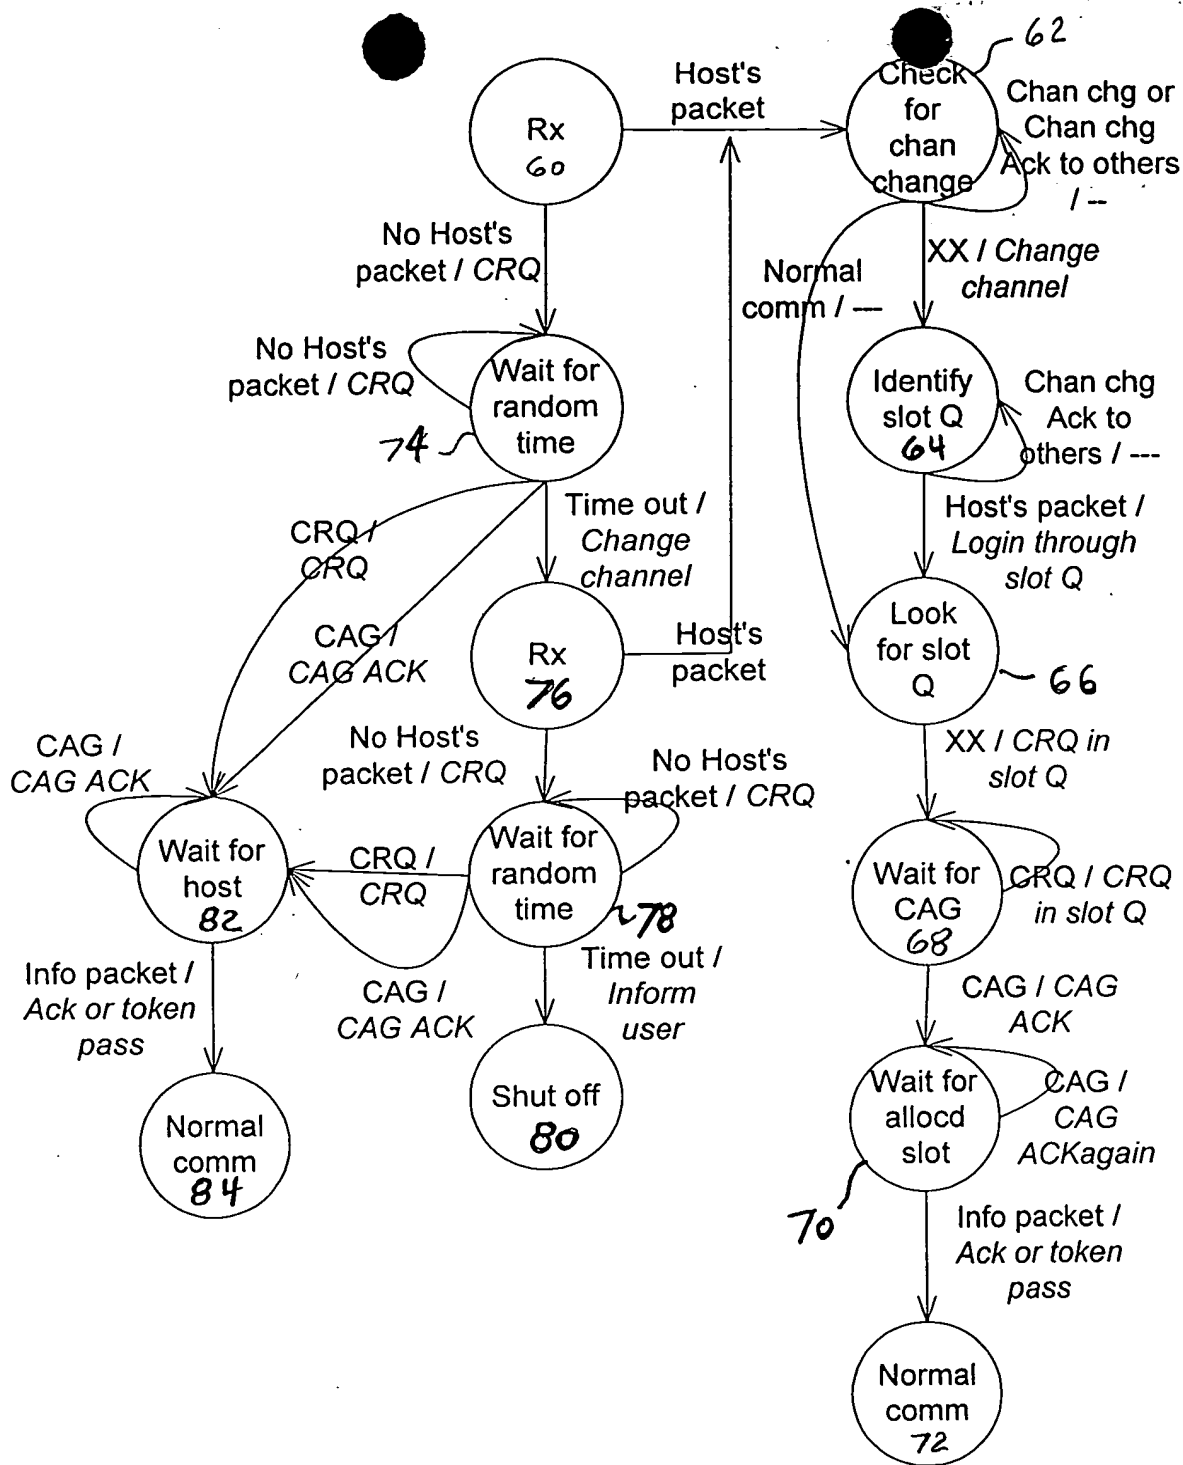 62
Host's
packet
Check
for
chan
change
Chan chg or
Chan chg
Ack to others
/ --
Rx
60
No Host's
packet / CRQ
XX / Change
channel
Normal
comm / ---
No Host's
packet / CRQ
Wait for
random
time
74
Identify
slot Q
64
Chan chg
Ack to
others / ---
CRQ /
CRQ
Time out /
Change
channel
Host's packet /
Login through
slot Q
CAG /
CAG ACK
Rx
76
Host's
packet
Look
for slot
Q
66
CAG /
CAG ACK
No Host's
packet / CRQ
No Host's
packet / CRQ
XX / CRQ in
slot Q
Wait for
host
82
CRQ /
CRQ
Wait for
random
time
78
Wait for
CAG
68
CRQ / CRQ
in slot Q
Info packet /
Ack or token
pass
CAG /
CAG ACK
Time out /
Inform
user
CAG / CAG
ACK
Normal
comm
84
Shut off
80
Wait for
allocd
slot
70
CAG /
CAG
ACKagain
Info packet /
Ack or token
pass
Normal
comm
72